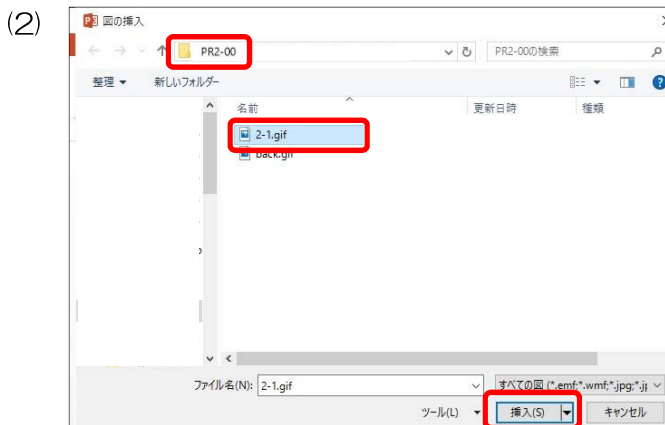 (2)
図の挿入
PR2-00
PR2-00の検索
整理 新しいフォルダー
名前 更新日時 種類
2-1.gif
back.gif
ファイル名(N): 2-1.gif
すべての図 (*.emf;*.wmf;*.jpg;*.jp
ツール(L) 挿入(S) キャンセル